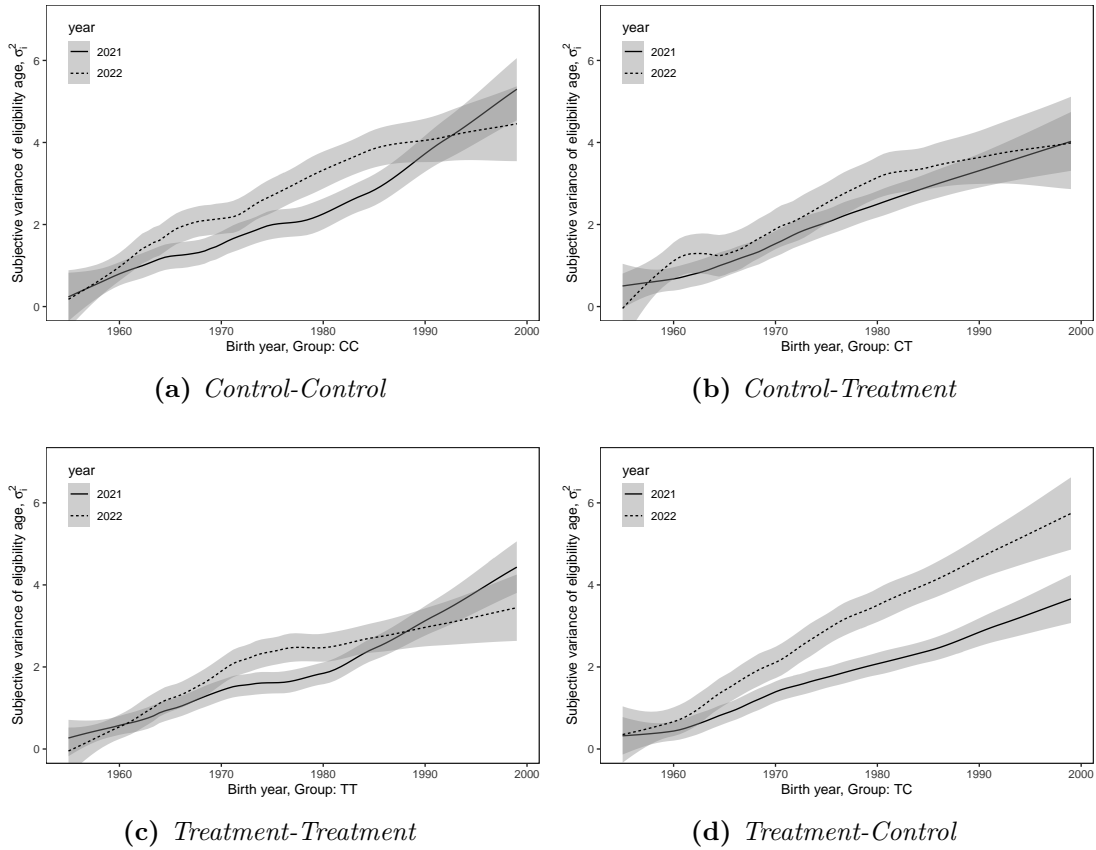 year
2021
2022
Subjective variance of eligibility age, σᵢ²
6
4
2
0
1960 1970 1980 1990 2000
Birth year, Group: CC
(a) Control-Control
year
2021
2022
Subjective variance of eligibility age, σᵢ²
6
4
2
0
1960 1970 1980 1990 2000
Birth year, Group: CT
(b) Control-Treatment
year
2021
2022
Subjective variance of eligibility age, σᵢ²
6
4
2
0
1960 1970 1980 1990 2000
Birth year, Group: TT
(c) Treatment-Treatment
year
2021
2022
Subjective variance of eligibility age, σᵢ²
6
4
2
0
1960 1970 1980 1990 2000
Birth year, Group: TC
(d) Treatment-Control